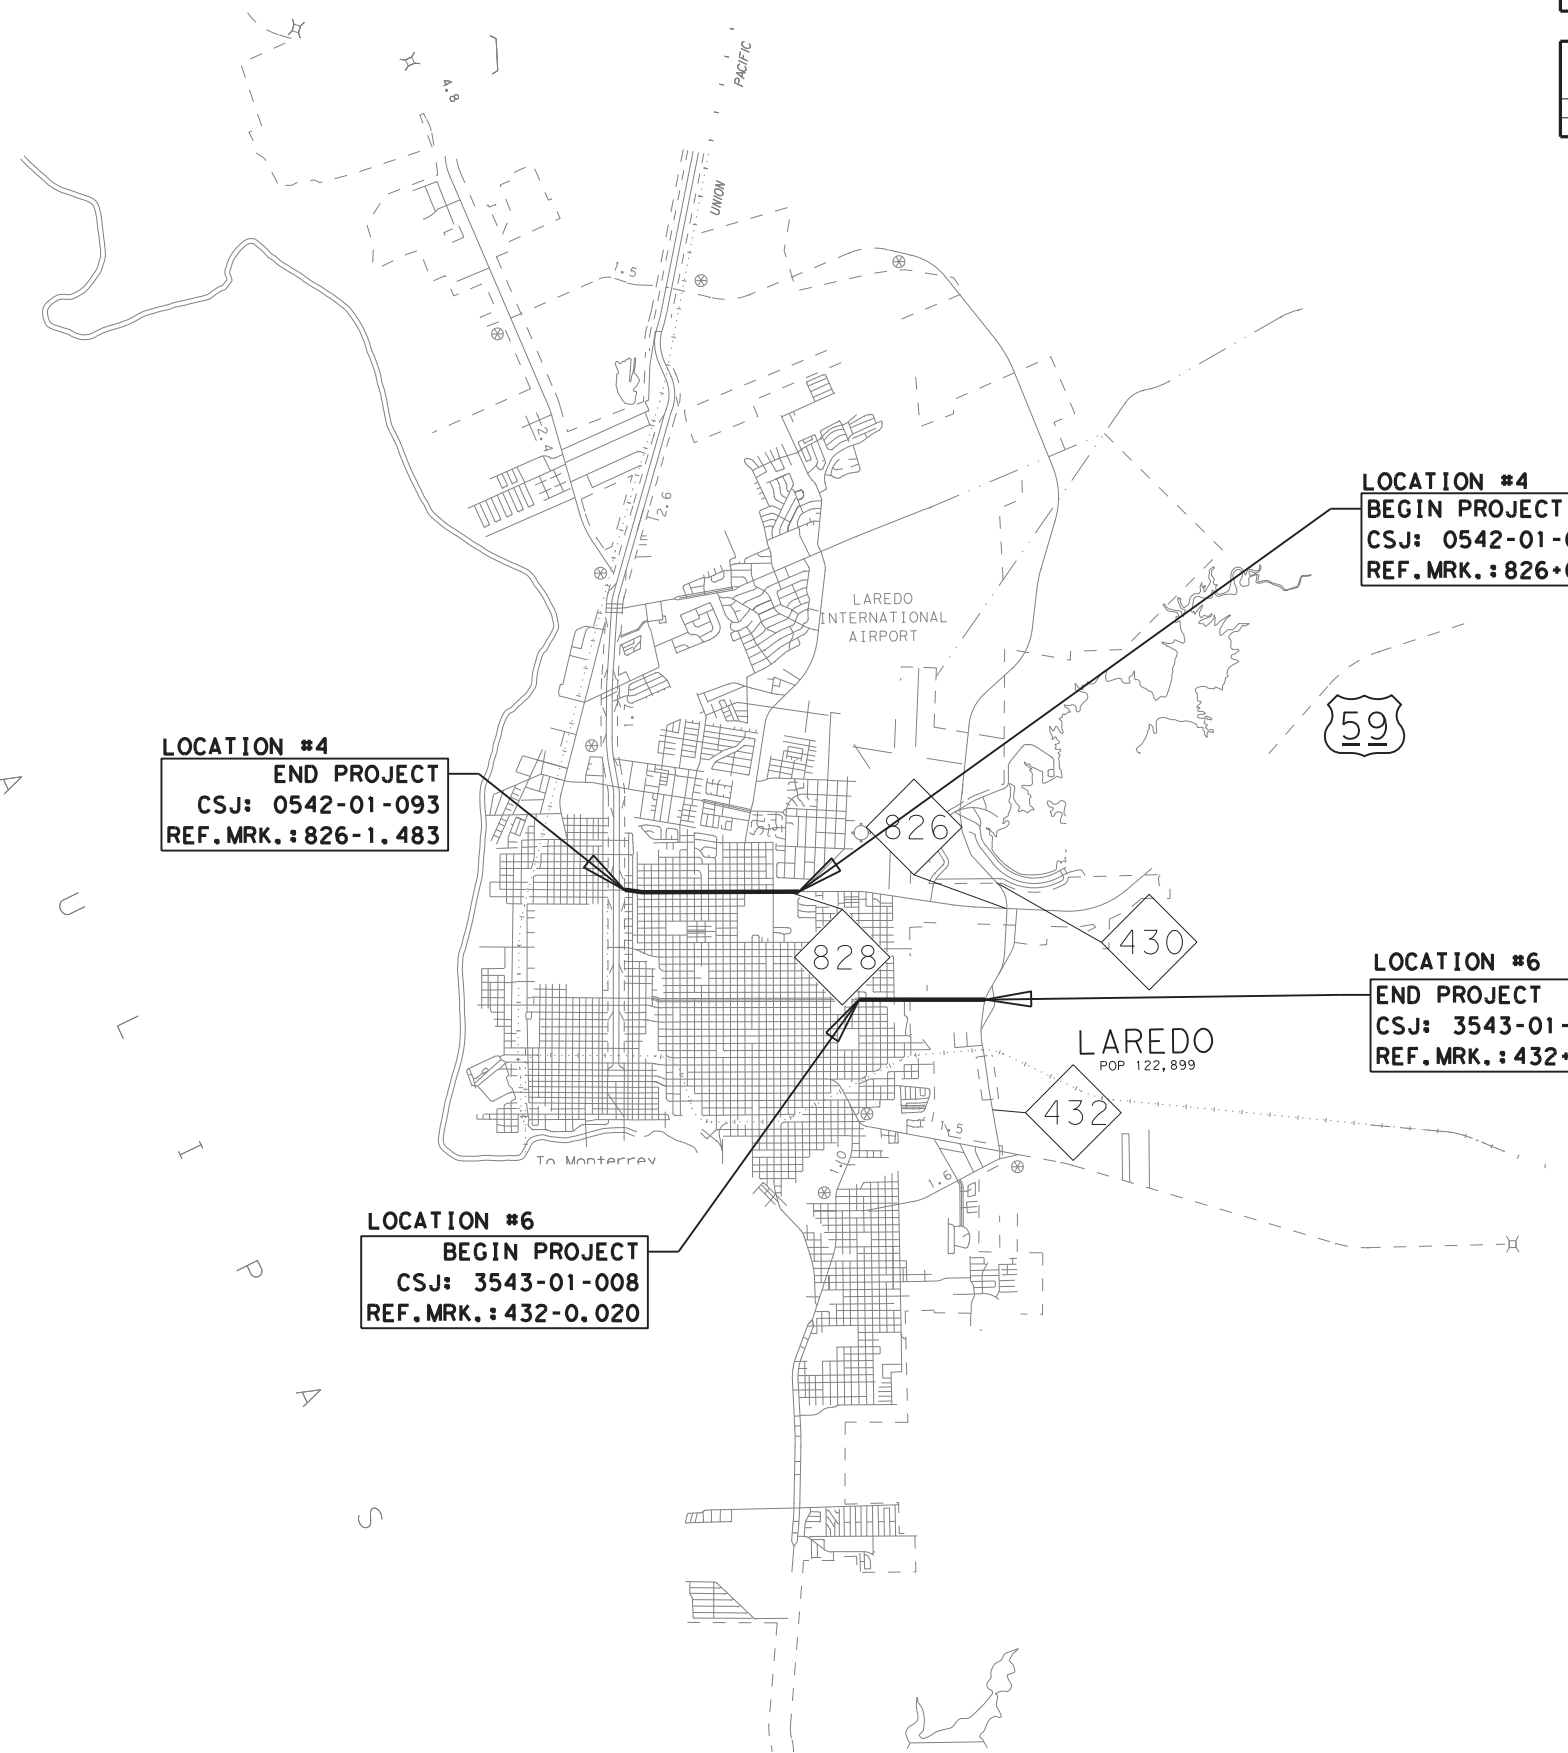 PACIFIC
4.8
UNION
1.5
2.4
2.6
LOCATION #4
BEGIN PROJECT
CSJ: 0542-01-
REF.MRK.:826+
LAREDO
INTERNATIONAL
AIRPORT
59
LOCATION #4
END PROJECT
CSJ: 0542-01-093
REF.MRK.:826-1.483
826
828
430
LOCATION #6
END PROJECT
CSJ: 3543-01-
REF.MRK.:432+
LAREDO
POP 122,899
432
1.5
To Monterrey
1.0
1.6
LOCATION #6
BEGIN PROJECT
CSJ: 3543-01-008
REF.MRK.:432-0.020
A U L I P A S